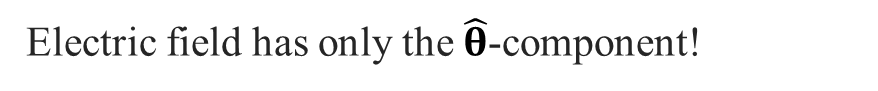 Electric field has only the θ̂-component!